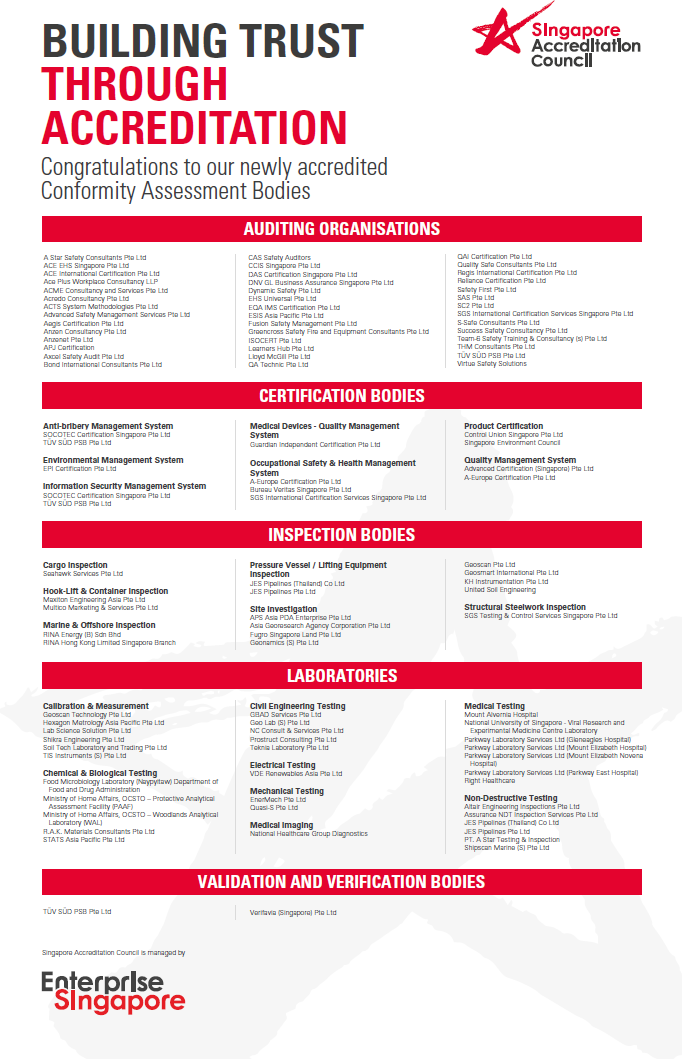 BUILDING TRUST
THROUGH
ACCREDITATION
Singapore
Accreditation
Council
Congratulations to our newly accredited
Conformity Assessment Bodies
AUDITING ORGANISATIONS
A Star Safety Consultants Pte Ltd
ACE EHS Singapore Pte Ltd
ACE International Certification Pte Ltd
Ace Plus Workplace Consultancy LLP
ACME Consultancy and Services Pte Ltd
Acredo Consultancy Pte Ltd
ACTS System Methodologies Pte Ltd
Advanced Safety Management Services Pte Ltd
Aegis Certification Pte Ltd
Anzen Consultancy Pte Ltd
Anzenet Pte Ltd
APJ Certification
Axcel Safety Audit Pte Ltd
Bond International Consultants Pte Ltd
CAS Safety Auditors
CCIS Singapore Pte Ltd
DAS Certification Singapore Pte Ltd
DNV GL Business Assurance Singapore Pte Ltd
Dynamic Safety Pte Ltd
EHS Universal Pte Ltd
EQA IMS Certification Pte Ltd
ESIS Asia Pacific Pte Ltd
Fusion Safety Management Pte Ltd
Greencross Safety Fire and Equipment Consultants Pte Ltd
ISOCERT Pte Ltd
Learners Hub Pte Ltd
Lloyd McGill Pte Ltd
QA Technic Pte Ltd
QAI Certification Pte Ltd
Quality Safe Consultants Pte Ltd
Regis International Certification Pte Ltd
Reliance Certification Pte Ltd
Safety First Pte Ltd
SAS Pte Ltd
SC2 Pte Ltd
SGS International Certification Services Singapore Pte Ltd
S-Safe Consultants Pte Ltd
Success Safety Consultancy Pte Ltd
Team-6 Safety Training & Consultancy (s) Pte Ltd
THM Consultants Pte Ltd
TÜV SÜD PSB Pte Ltd
Virtue Safety Solutions
CERTIFICATION BODIES
Anti-bribery Management System
SOCOTEC Certification Singapore Pte Ltd
TÜV SÜD PSB Pte Ltd
Environmental Management System
EPI Certification Pte Ltd
Information Security Management System
SOCOTEC Certification Singapore Pte Ltd
TÜV SÜD PSB Pte Ltd
Medical Devices - Quality Management
System
Guardian Independent Certification Pte Ltd
Occupational Safety & Health Management
System
A-Europe Certification Pte Ltd
Bureau Veritas Singapore Pte Ltd
SGS International Certification Services Singapore Pte Ltd
Product Certification
Control Union Singapore Pte Ltd
Singapore Environment Council
Quality Management System
Advanced Certification (Singapore) Pte Ltd
A-Europe Certification Pte Ltd
INSPECTION BODIES
Cargo Inspection
Seahawk Services Pte Ltd
Hook-Lift & Container Inspection
Maxiton Engineering Asia Pte Ltd
Multico Marketing & Services Pte Ltd
Marine & Offshore Inspection
RINA Energy (B) Sdn Bhd
RINA Hong Kong Limited Singapore Branch
Pressure Vessel / Lifting Equipment
Inspection
JES Pipelines (Thailand) Co Ltd
JES Pipelines Pte Ltd
Site Investigation
APS Asia PDA Enterprise Pte Ltd
Asia Georesearch Agency Corporation Pte Ltd
Fugro Singapore Land Pte Ltd
Geonamics (S) Pte Ltd
Geoscan Pte Ltd
Geosmart International Pte Ltd
KH Instrumentation Pte Ltd
United Soil Engineering
Structural Steelwork Inspection
SGS Testing & Control Services Singapore Pte Ltd
LABORATORIES
Calibration & Measurement
Geoscan Technology Pte Ltd
Hexagon Metrology Asia Pacific Pte Ltd
Lab Science Solution Pte Ltd
Shikra Engineering Pte Ltd
Soil Tech Laboratory and Trading Pte Ltd
TIS Instruments (S) Pte Ltd
Chemical & Biological Testing
Food Microbiology Laboratory (Naypyitaw) Department of
Food and Drug Administration
Ministry of Home Affairs, OCSTO – Protective Analytical
Assessment Facility (PAAF)
Ministry of Home Affairs, OCSTO – Woodlands Analytical
Laboratory (WAL)
R.A.K. Materials Consultants Pte Ltd
STATS Asia Pacific Pte Ltd
Civil Engineering Testing
GBAD Services Pte Ltd
Geo Lab (S) Pte Ltd
NC Consult & Services Pte Ltd
Prostruct Consulting Pte Ltd
Teknia Laboratory Pte Ltd
Electrical Testing
VDE Renewables Asia Pte Ltd
Mechanical Testing
EnerMech Pte Ltd
Quasi-S Pte Ltd
Medical Imaging
National Healthcare Group Diagnostics
Medical Testing
Mount Alvernia Hospital
National University of Singapore - Viral Research and
Experimental Medicine Centre Laboratory
Parkway Laboratory Services Ltd (Gleneagles Hospital)
Parkway Laboratory Services Ltd (Mount Elizabeth Hospital)
Parkway Laboratory Services Ltd (Mount Elizabeth Novena
Hospital)
Parkway Laboratory Services Ltd (Parkway East Hospital)
Right Healthcare
Non-Destructive Testing
Altair Engineering Inspections Pte Ltd
Assurance NDT Inspection Services Pte Ltd
JES Pipelines (Thailand) Co Ltd
JES Pipelines Pte Ltd
PT. A Star Testing & Inspection
Shipscan Marine (S) Pte Ltd
VALIDATION AND VERIFICATION BODIES
TÜV SÜD PSB Pte Ltd
Verifavia (Singapore) Pte Ltd
Singapore Accreditation Council is managed by
Enterprise
Singapore